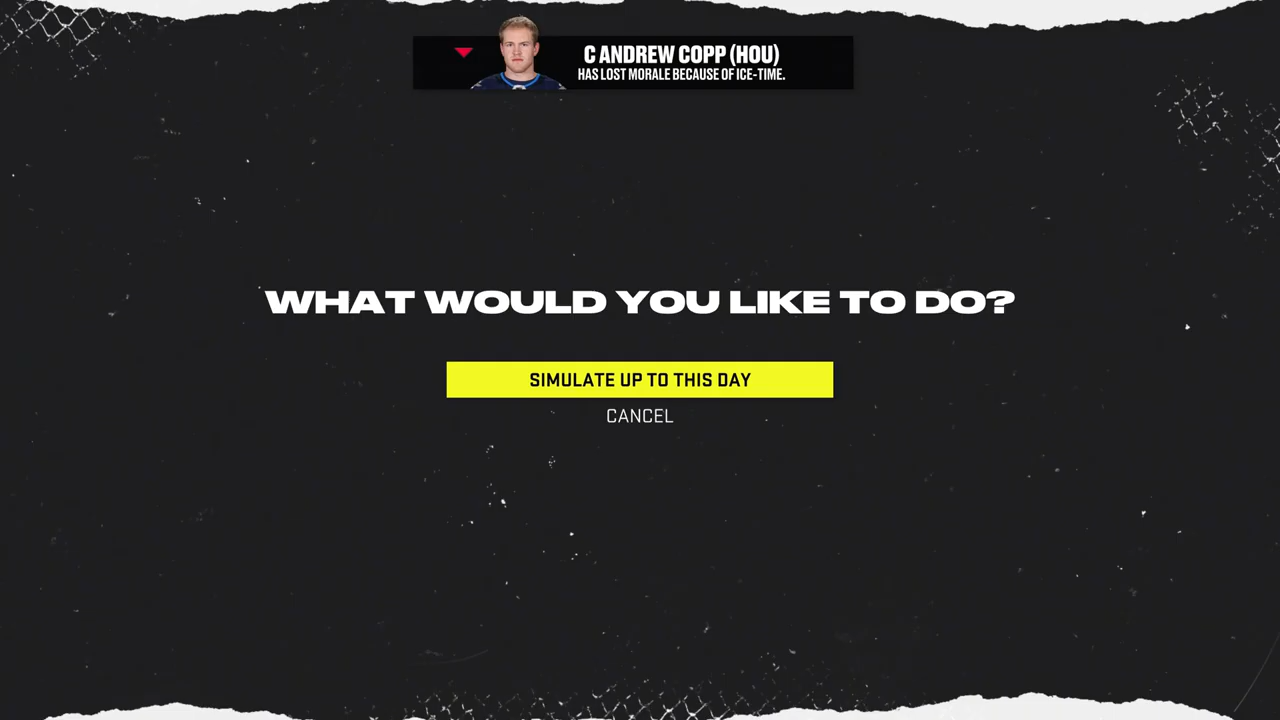 C ANDREW COPP (HOU)
HAS LOST MORALE BECAUSE OF ICE-TIME.
WHAT WOULD YOU LIKE TO DO?
SIMULATE UP TO THIS DAY
CANCEL